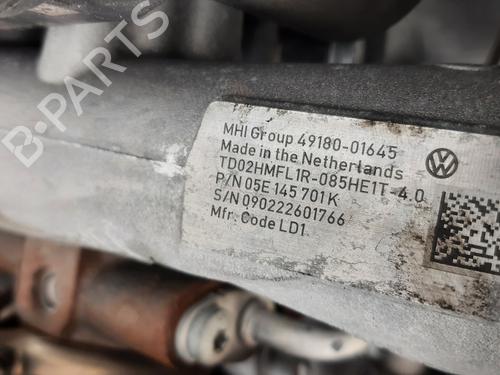 B-PARTS
MHI Group 49180-01645
Made in the Netherlands
TD02HMFL1R-085HE1T-4.0
P/N 05E 145 701 K
S/N 090222601766
Mfr. Code LD1